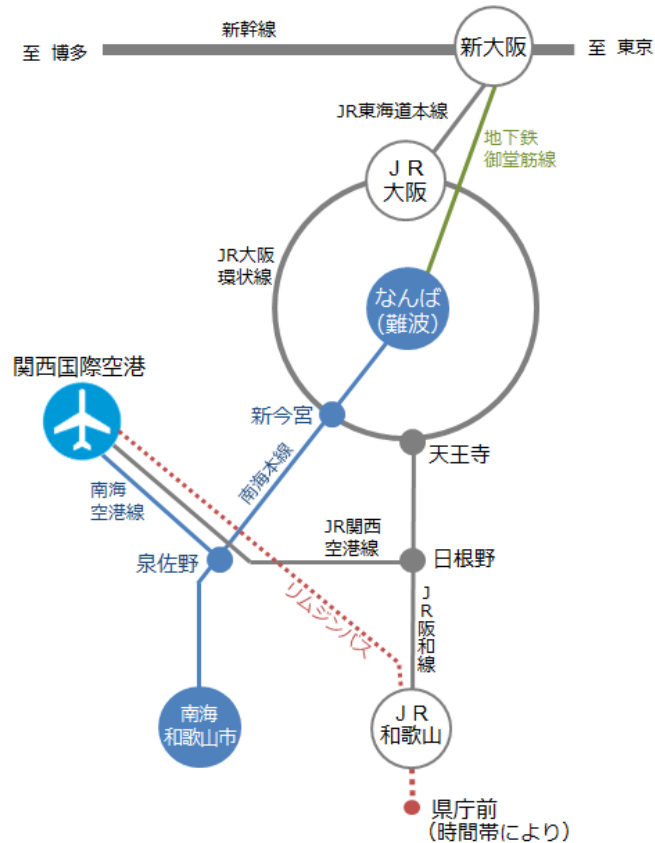 新幹線
至 博多
新大阪
至 東京
JR東海道本線
地下鉄
御堂筋線
JR
大阪
JR大阪
環状線
なんば
(難波)
関西国際空港
新今宮
天王寺
南海本線
南海
空港線
JR関西
空港線
泉佐野
日根野
リムジンバス
JR阪和線
南海
和歌山市
JR
和歌山
県庁前
(時間帯により)